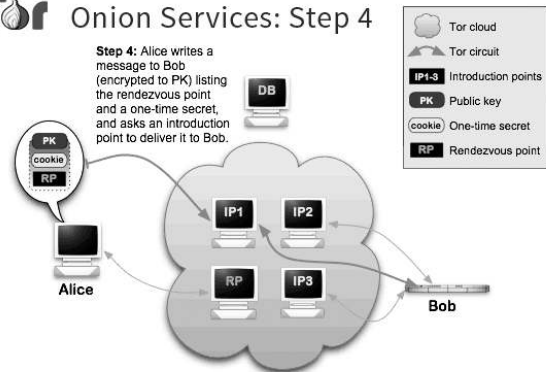 Onion Services: Step 4
Step 4: Alice writes a
message to Bob
(encrypted to PK) listing
the rendezvous point
and a one-time secret,
and asks an introduction
point to deliver it to Bob.
DB
Tor cloud
Tor circuit
IP1-3 Introduction points
PK Public key
cookie One-time secret
RP Rendezvous point
PK
cookie
RP
IP1
IP2
RP
IP3
Alice
Bob